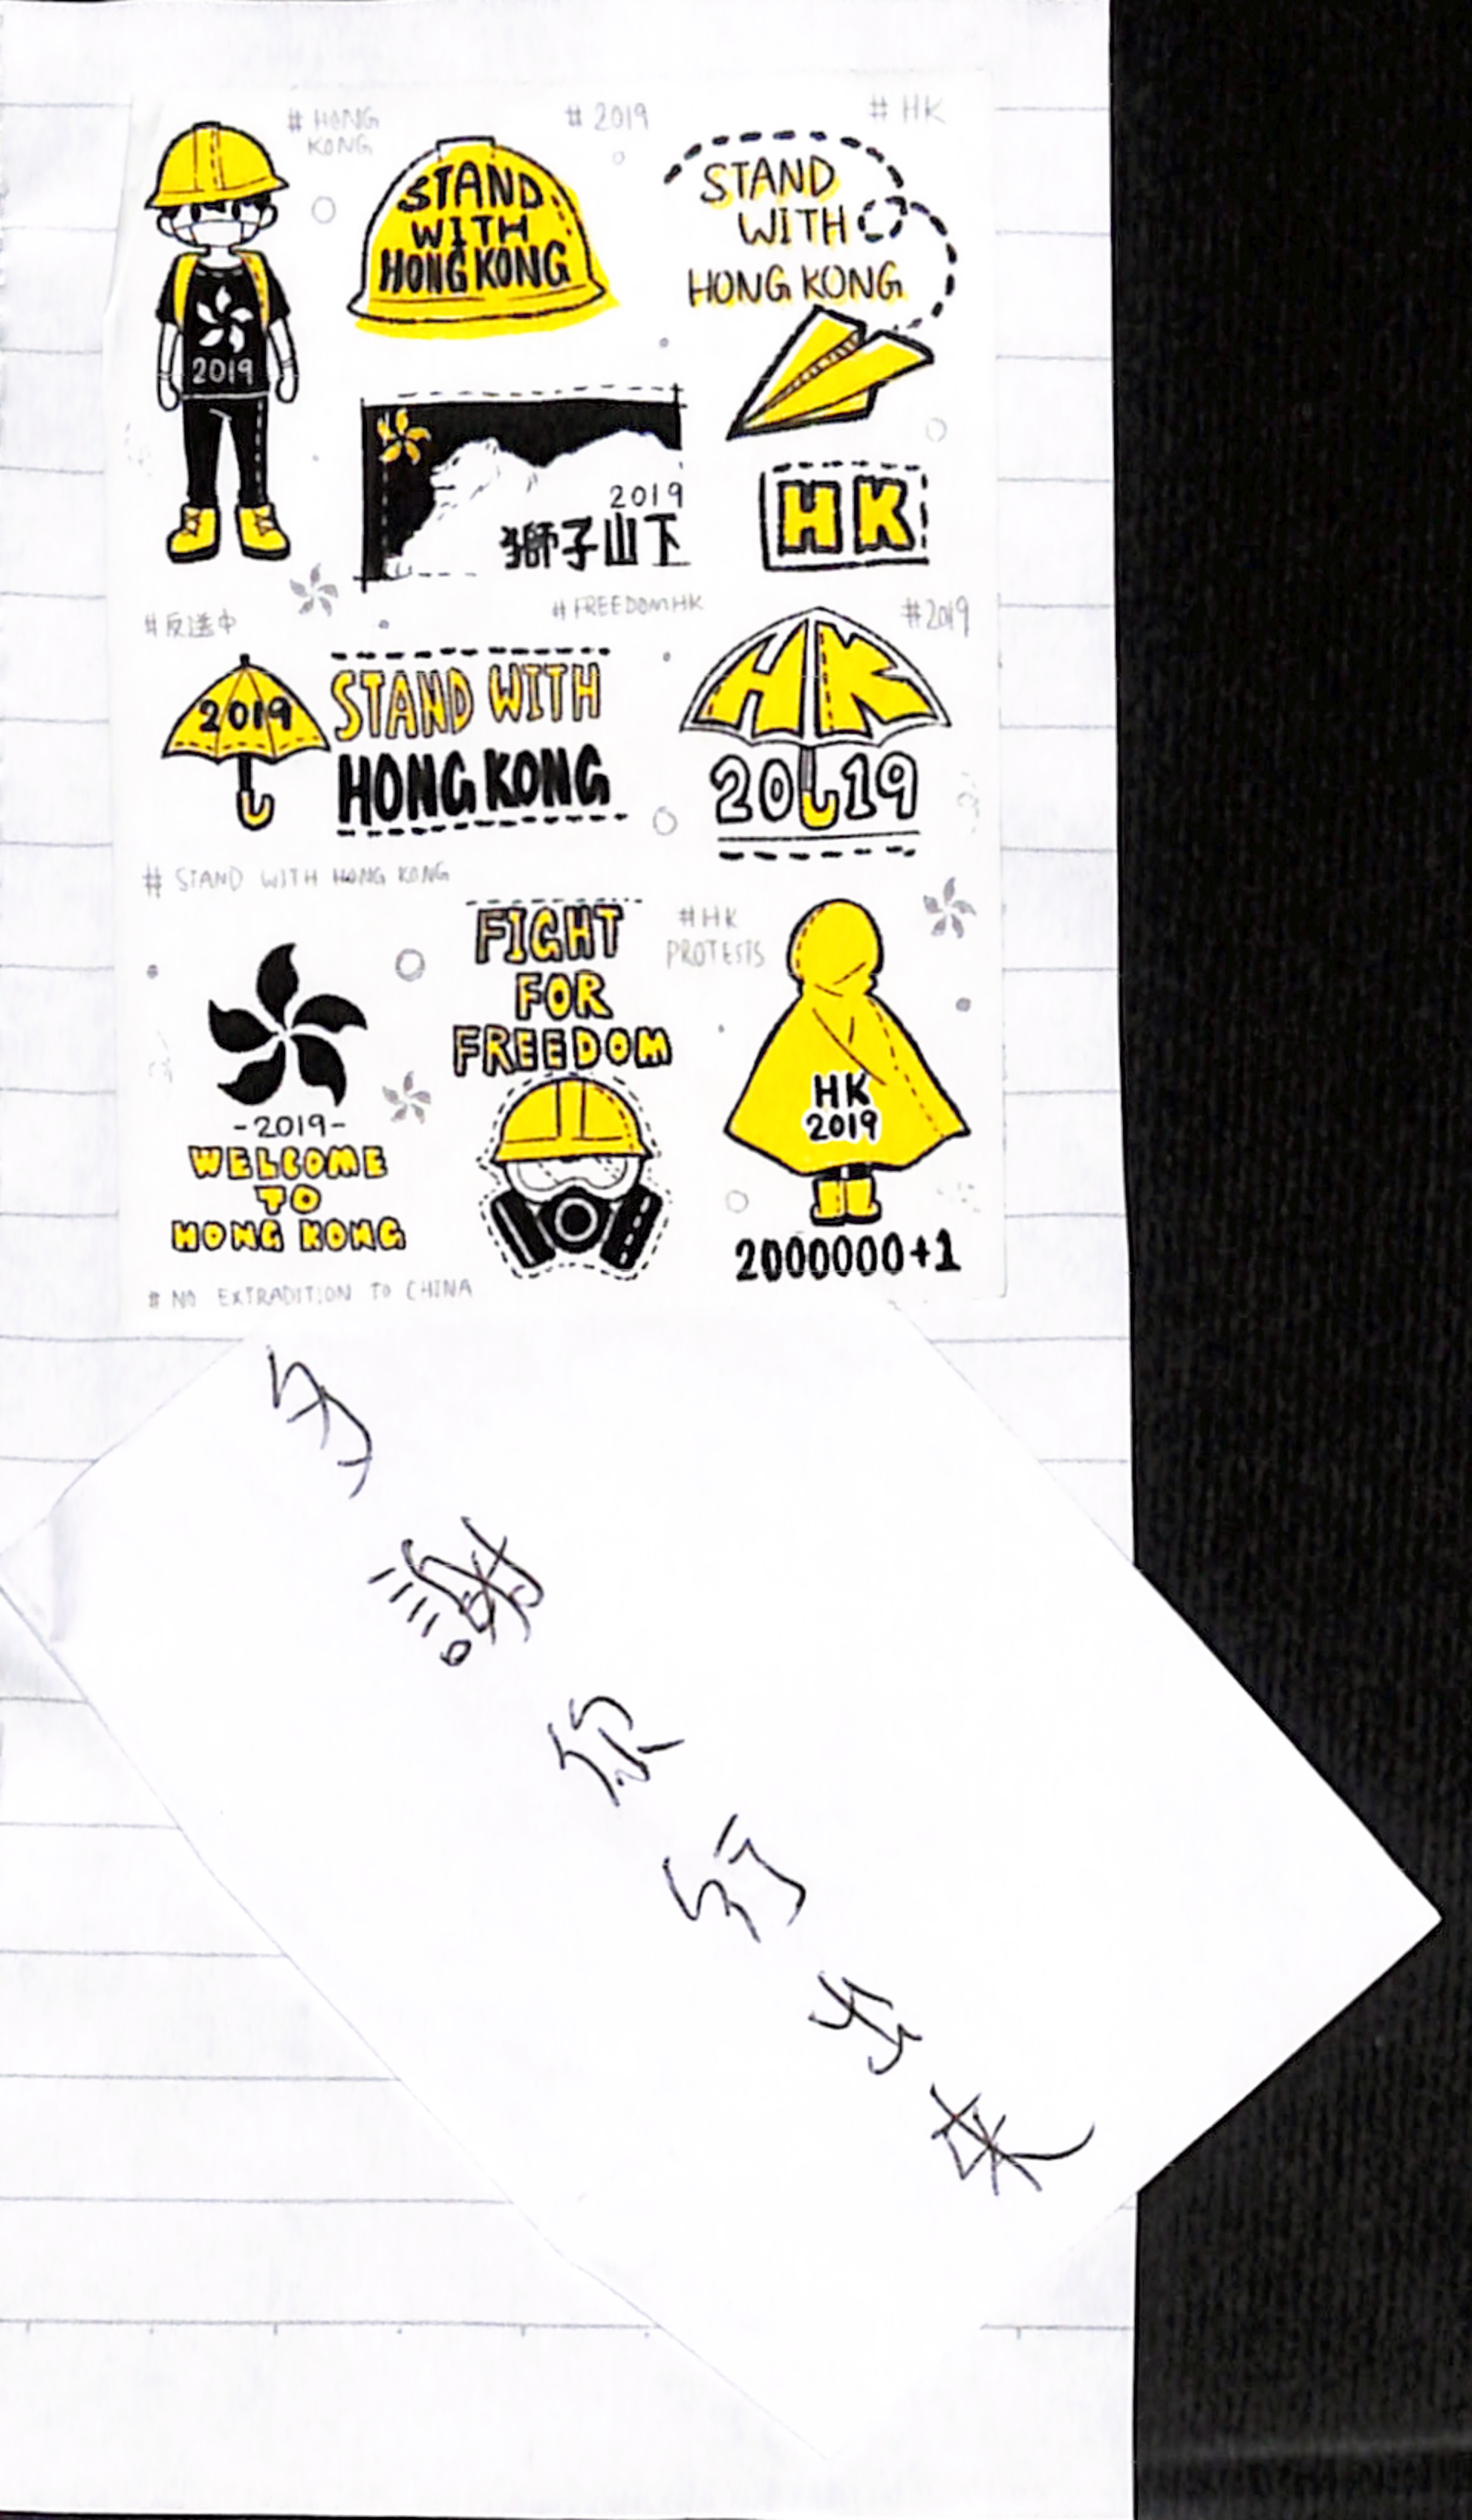 # HONG KONG
# 2019
# HK
STAND
WITH
HONG KONG
STAND
WITH
HONG KONG
2019
2019
獅子山下
HK
#反送中
#FREEDOMHK
#2019
2019
STAND WITH
HONG KONG
HK
2019
# STAND WITH HONG KONG
FIGHT
FOR
FREEDOM
#HK
PROTESTS
HK
2019
-2019-
WELCOME
TO
HONG KONG
2000000+1
# NO EXTRADITION TO CHINA
多謝你行出來